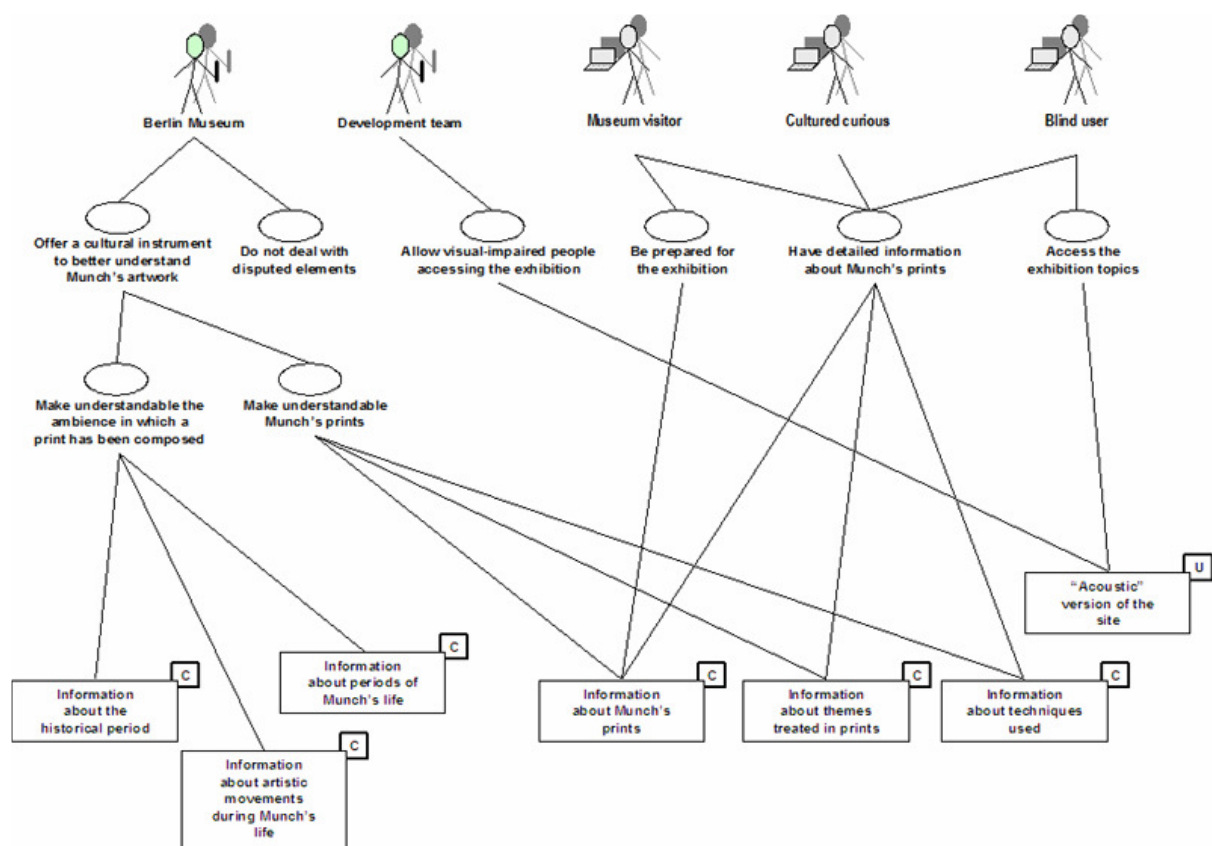 Berlin Museum
Development team
Museum visitor
Cultured curious
Blind user
Offer a cultural instrument
to better understand
Munch's artwork
Do not deal with
disputed elements
Allow visual-impaired people
accessing the exhibition
Be prepared for
the exhibition
Have detailed information
about Munch's prints
Access the
exhibition topics
Make understandable the
ambience in which a
print has been composed
Make understandable
Munch's prints
U
"Acoustic"
version of the
site
C
Information
about the
historical period
C
Information
about artistic
movements
during Munch's
life
C
Information
about periods of
Munch's life
C
Information
about Munch's
prints
C
Information
about themes
treated in prints
C
Information
about techniques
used